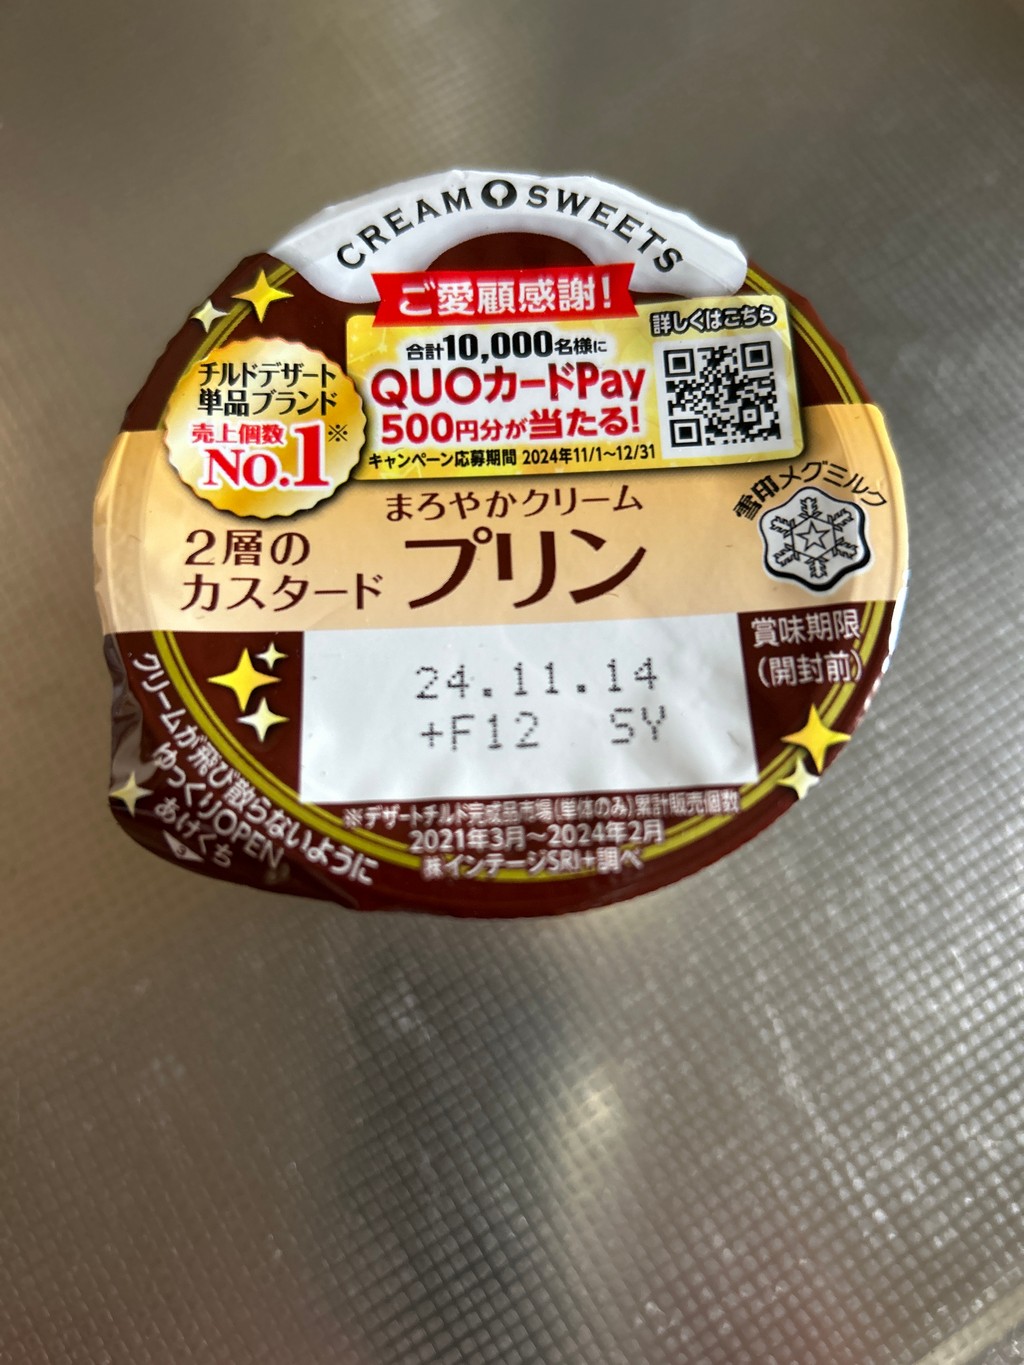 CREAM SWEETS
ご愛顧感謝!
詳しくはこちら
合計10,000名様に
QUOカードPay
500円分が当たる!
キャンペーン応募期間 2024年11/1~12/31
チルドデザート
単品ブランド
売上個数
No.1※
雪印メグミルク
まろやかクリーム
2層の
カスタード
プリン
賞味期限
(開封前)
24.11.14
+F12 SY
クリームが飛び散らないように
ゆっくりOPEN
あけくち
9
※デザートチルド完成品市場(単体のみ)累計販売個数
2021年3月~2024年2月
㈱インテージSRI+調べ